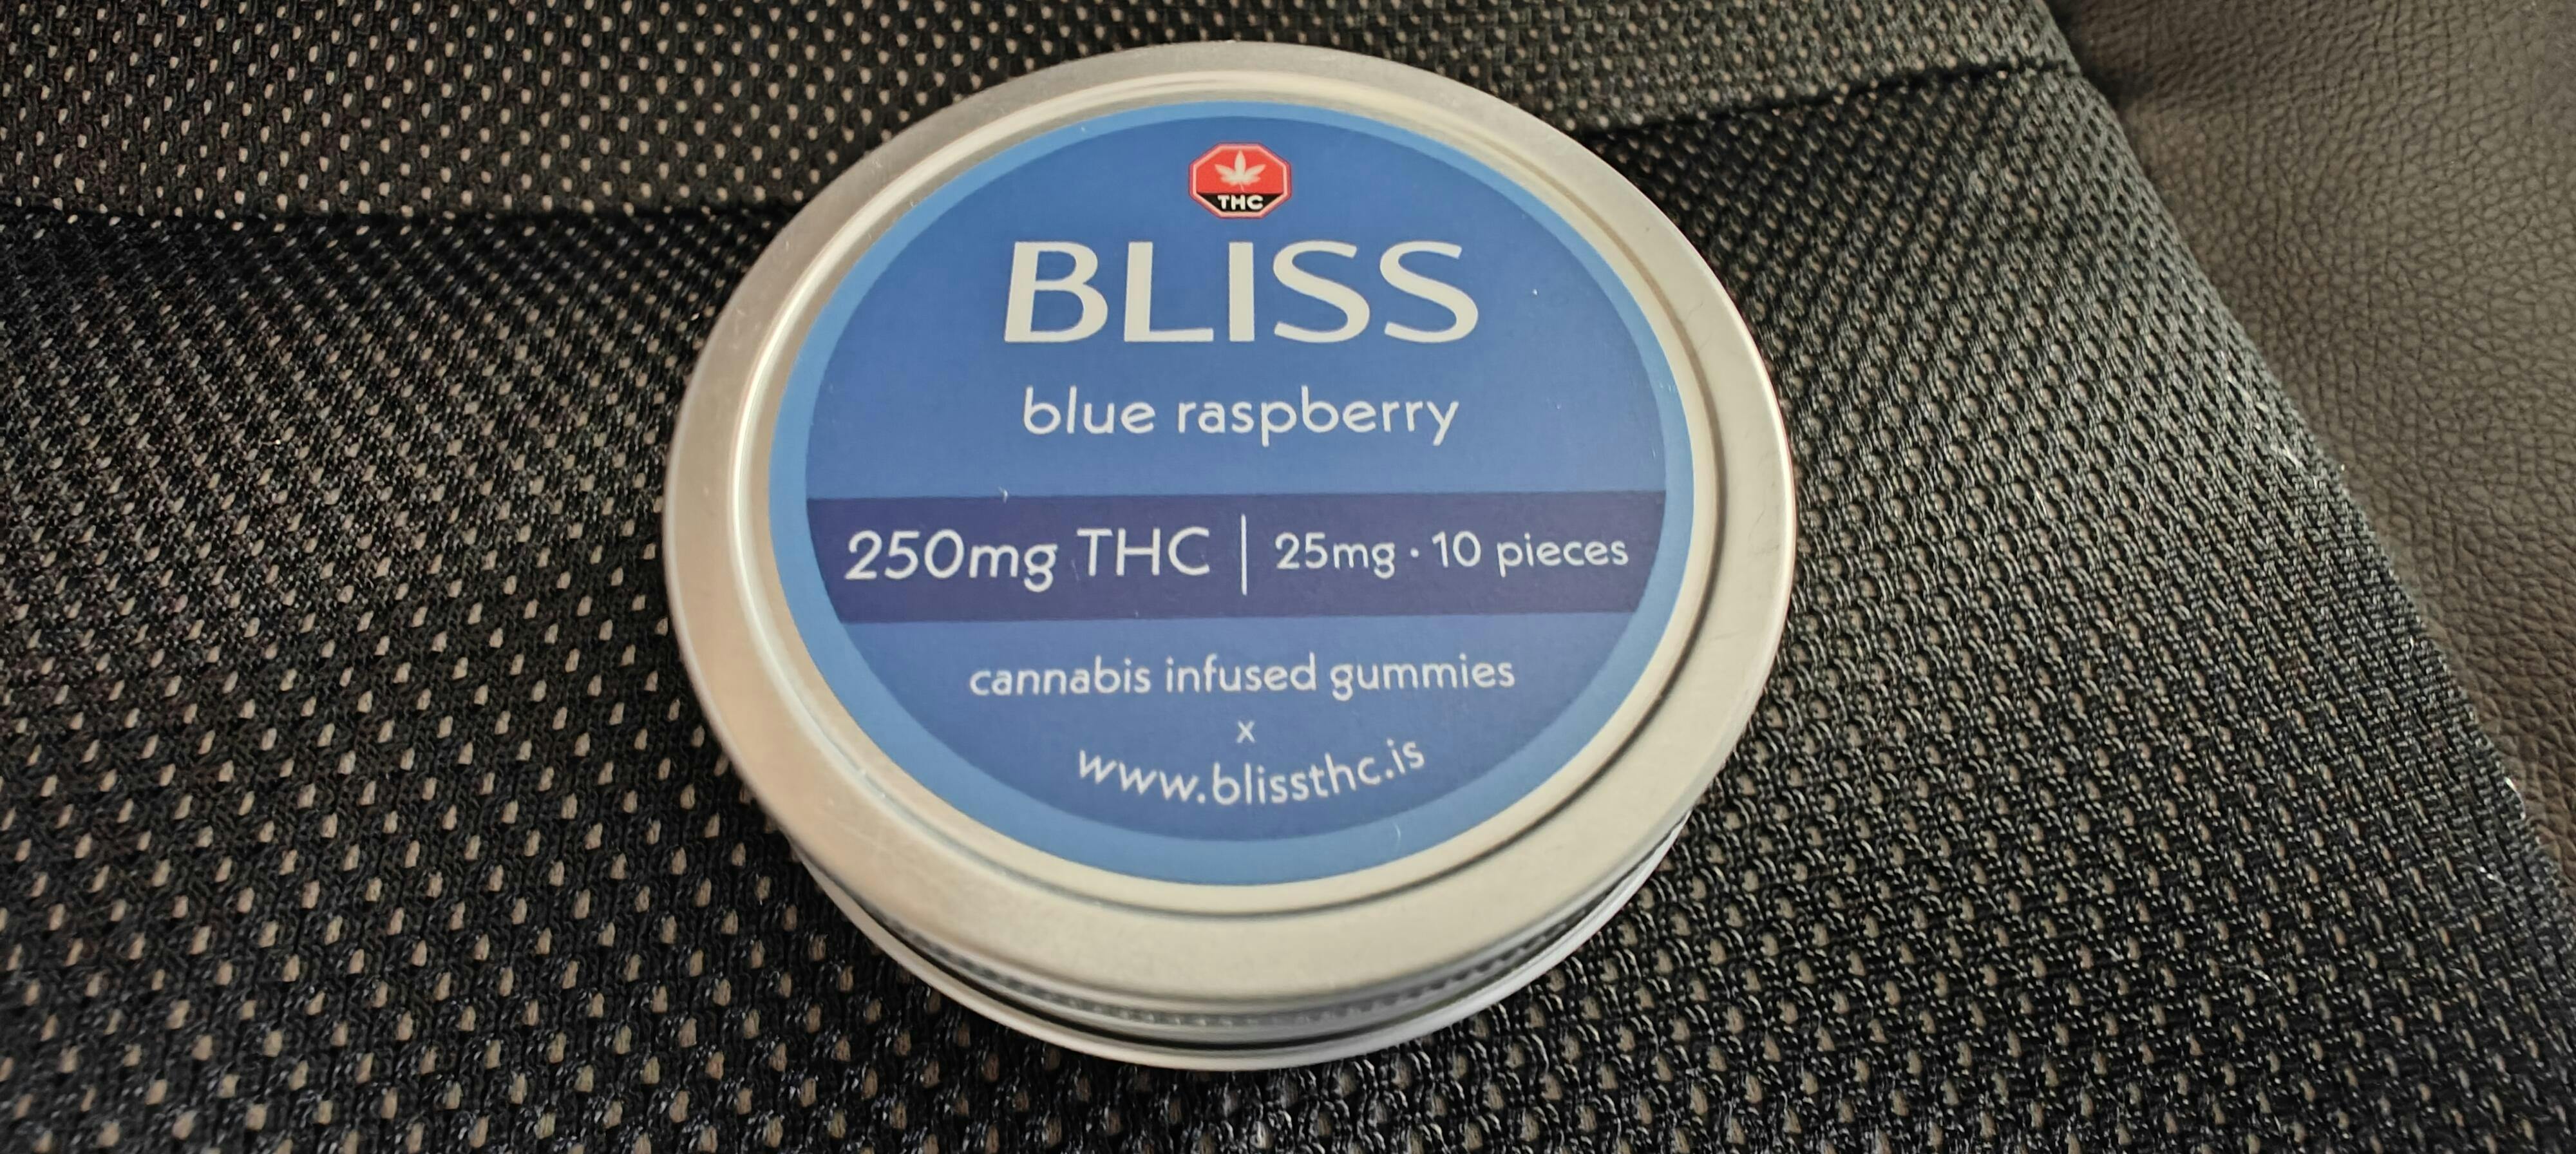 THC
BLISS
blue raspberry
250mg THC | 25mg · 10 pieces
cannabis infused gummies
x
www.blissthc.is